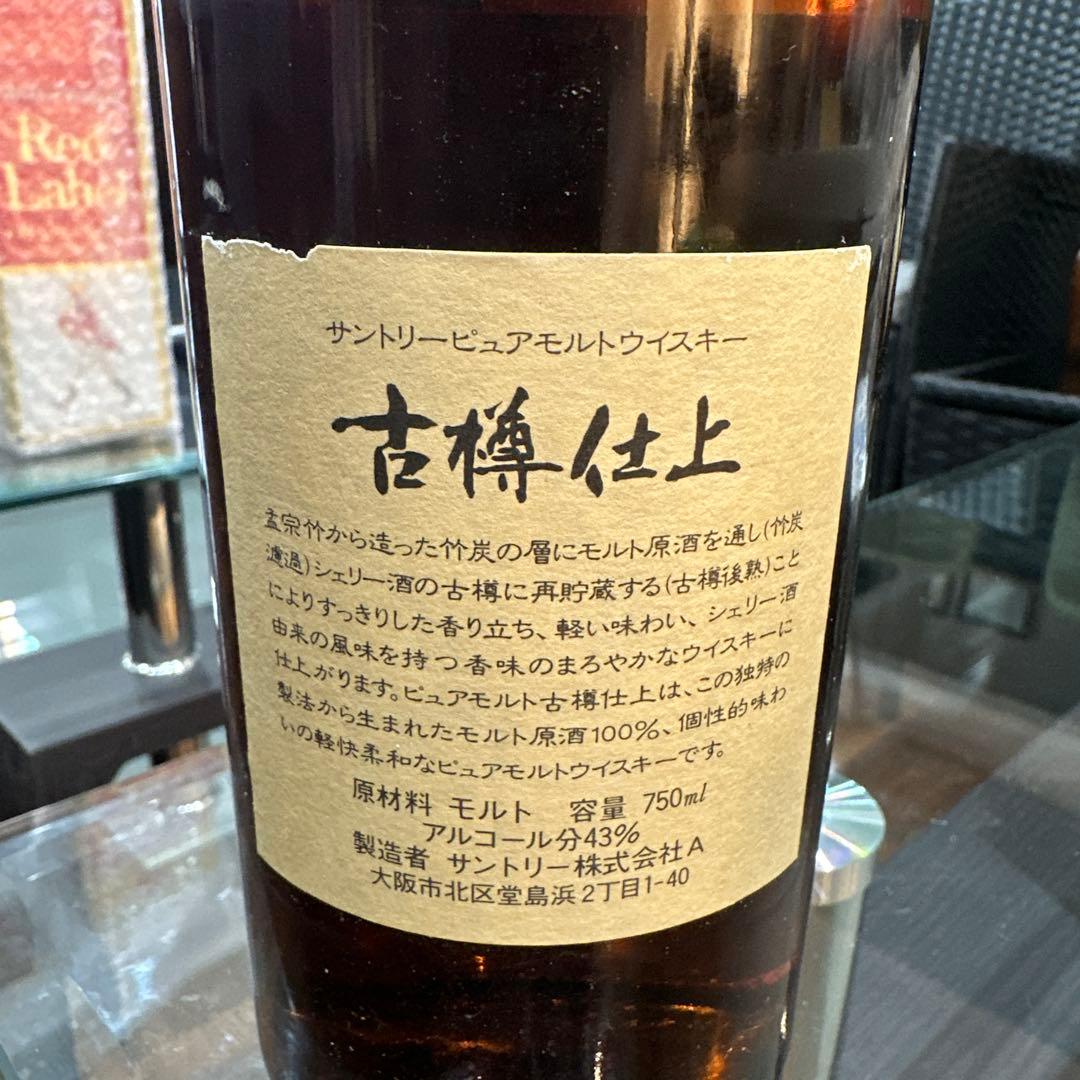 Red
Label
サントリーピュアモルトウイスキー
古樽仕上
孟宗竹から造った竹炭の層にモルト原酒を通し(竹炭
濾過)シェリー酒の古樽に再貯蔵する(古樽後熟)こと
によりすっきりした香り立ち、軽い味わい、シェリー酒
由来の風味を持つ香味のまろやかなウイスキーに
仕上がります。ピュアモルト古樽仕上は、この独特の
製法から生まれたモルト原酒100%、個性的味わ
いの軽快柔和なピュアモルトウイスキーです。
原材料 モルト 容量 750ml
アルコール分43%
製造者 サントリー株式会社A
大阪市北区堂島浜2丁目1-40